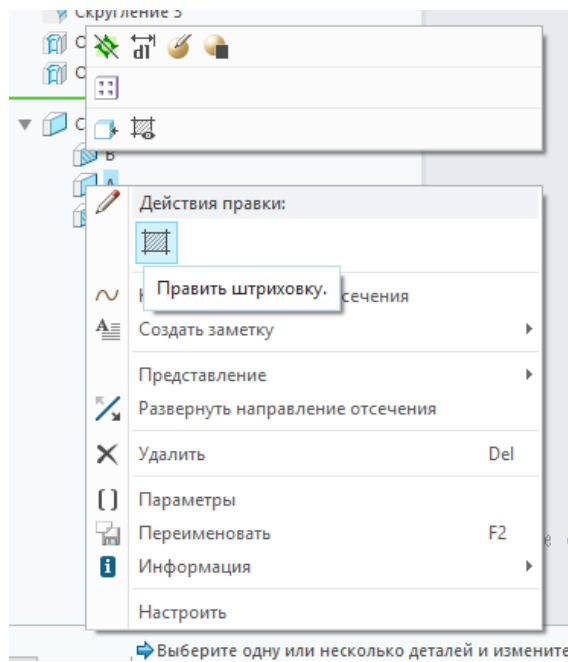 Скругление 3
В
А
Действия правки:
Править штриховку.
сечения
Создать заметку
Представление
Развернуть направление отсечения
Удалить Del
Параметры
Переименовать F2
Информация
Настроить
Выберите одну или несколько деталей и измените